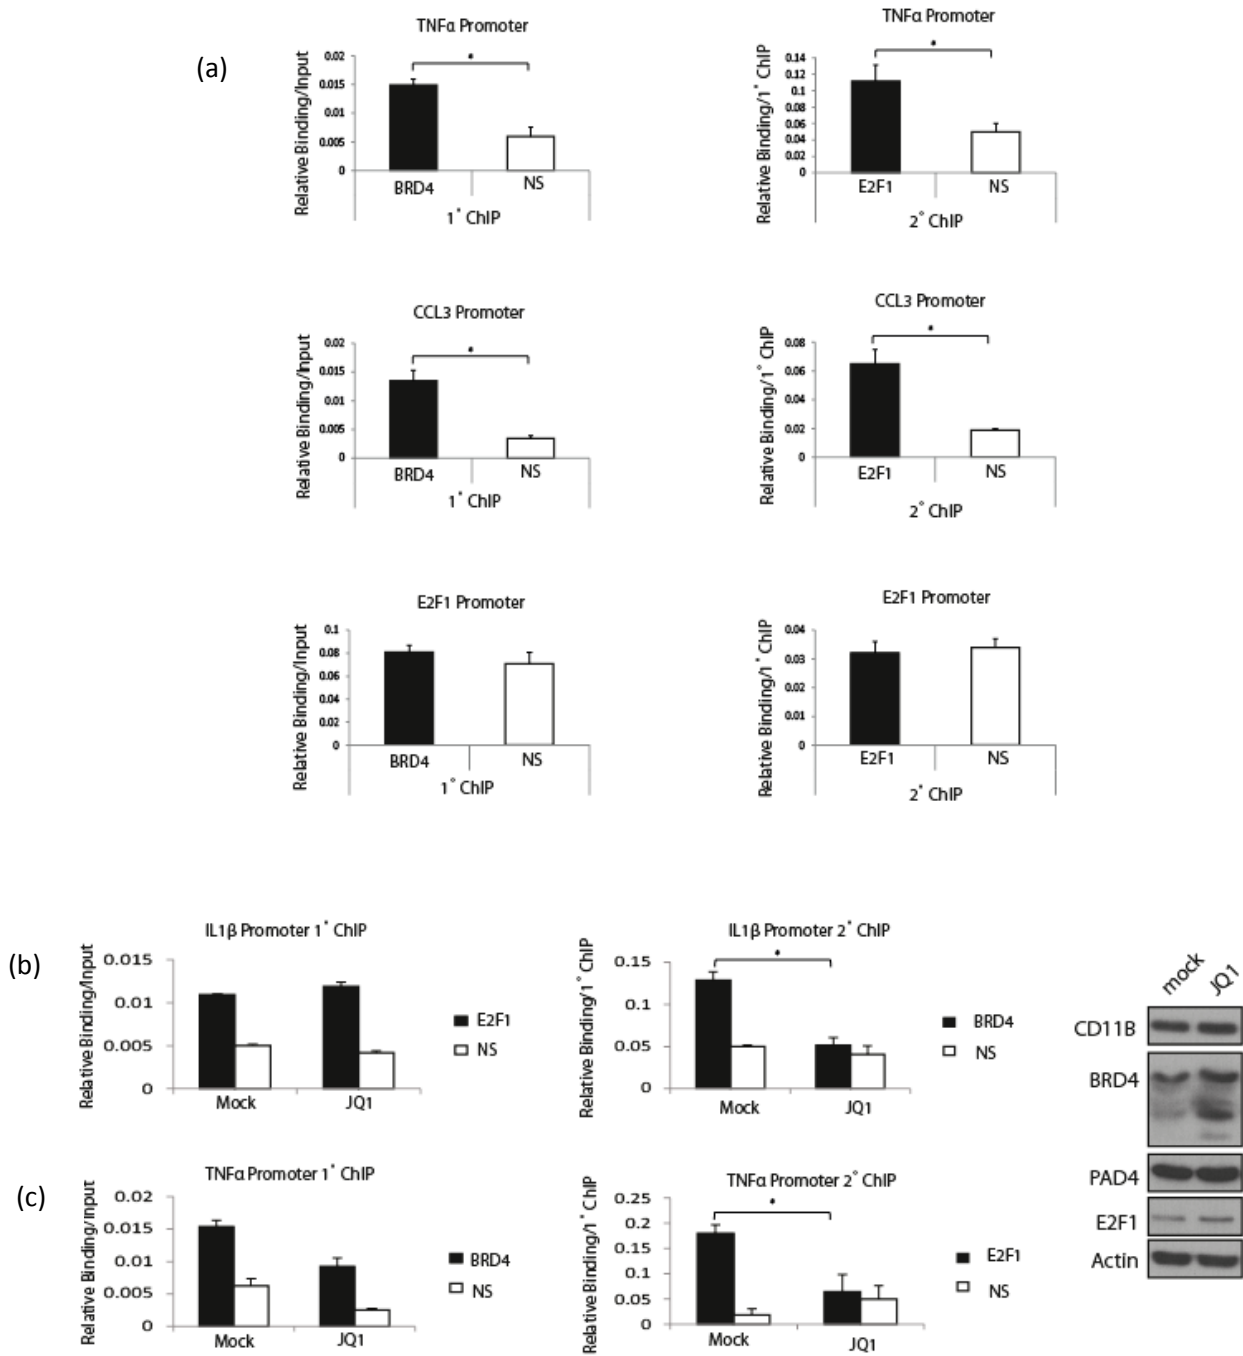 (a)
TNFα Promoter
Relative Binding/Input
0.02
0.015
0.01
0.005
0
*
BRD4
NS
1° ChIP
TNFα Promoter
Relative Binding/1° ChIP
0.14
0.12
0.1
0.08
0.06
0.04
0.02
0
*
E2F1
NS
2° ChIP
CCL3 Promoter
Relative Binding/Input
0.02
0.015
0.01
0.005
0
*
BRD4
NS
1° ChIP
CCL3 Promoter
Relative Binding/1° ChIP
0.08
0.06
0.04
0.02
0
*
E2F1
NS
2° ChIP
E2F1 Promoter
Relative Binding/Input
0.1
0.08
0.06
0.04
0.02
0
BRD4
NS
1° ChIP
E2F1 Promoter
Relative Binding/1° ChIP
0.04
0.03
0.02
0.01
0
E2F1
NS
2° ChIP
(b)
IL1β Promoter 1° ChIP
Relative Binding/Input
0.015
0.01
0.005
0
Mock
JQ1
E2F1
NS
IL1β Promoter 2° ChIP
Relative Binding/1° ChIP
0.15
0.1
0.05
0
*
Mock
JQ1
BRD4
NS
(c)
TNFα Promoter 1° ChIP
Relative Binding/Input
0.02
0.015
0.01
0.005
0
Mock
JQ1
BRD4
NS
TNFα Promoter 2° ChIP
Relative Binding/1° ChIP
0.25
0.2
0.15
0.1
0.05
0
*
Mock
JQ1
E2F1
NS
mock
JQ1
CD11B
BRD4
PAD4
E2F1
Actin